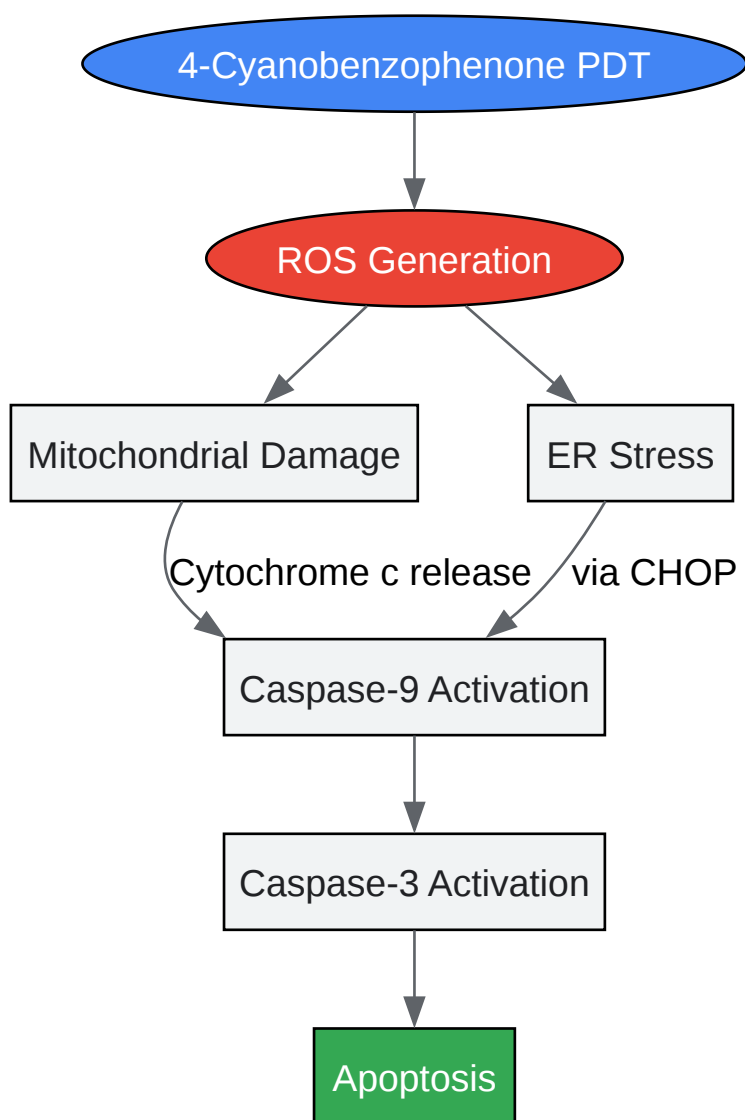 4-Cyanobenzophenone PDT
ROS Generation
Mitochondrial Damage
ER Stress
Cytochrome c release
via CHOP
Caspase-9 Activation
Caspase-3 Activation
Apoptosis